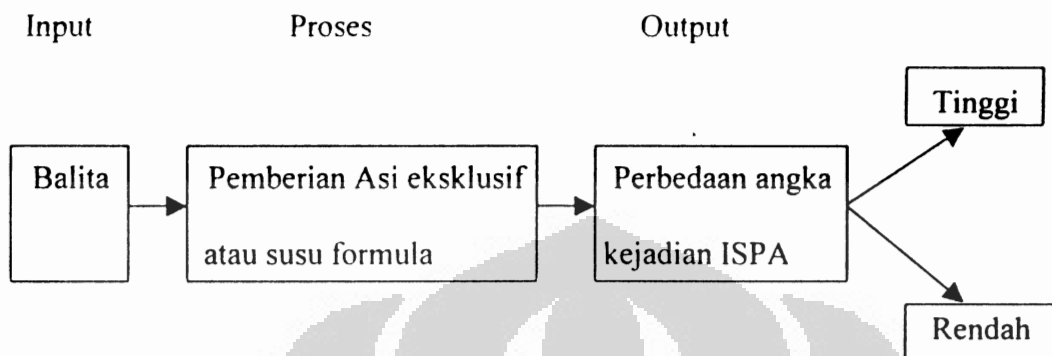 Input Proses Output
Tinggi
Balita Pemberian Asi eksklusif Perbedaan angka
atau susu formula kejadian ISPA
Rendah